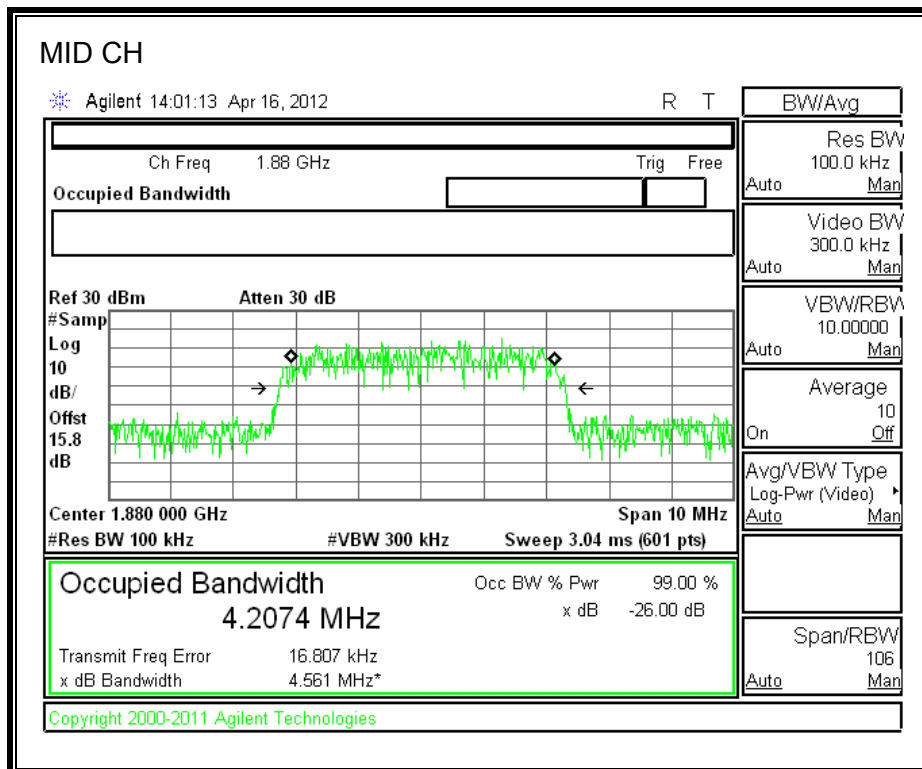 MID CH
Agilent 14:01:13 Apr 16, 2012 R T
BW/Avg
Ch Freq 1.88 GHz Trig Free
Occupied Bandwidth
Res BW
100.0 kHz
Auto Man
Video BW
300.0 kHz
Auto Man
Ref 30 dBm Atten 30 dB
#Samp
Log
10
dB/
Offst
15.8
dB
VBW/RBW
10.00000
Auto Man
Average
10
On Off
Avg/VBW Type
Log-Pwr (Video)
Auto Man
Center 1.880 000 GHz Span 10 MHz
#Res BW 100 kHz #VBW 300 kHz Sweep 3.04 ms (601 pts)
Occupied Bandwidth
4.2074 MHz
Occ BW % Pwr 99.00 %
x dB -26.00 dB
Transmit Freq Error 16.807 kHz
x dB Bandwidth 4.561 MHz*
Span/RBW
106
Auto Man
Copyright 2000-2011 Agilent Technologies